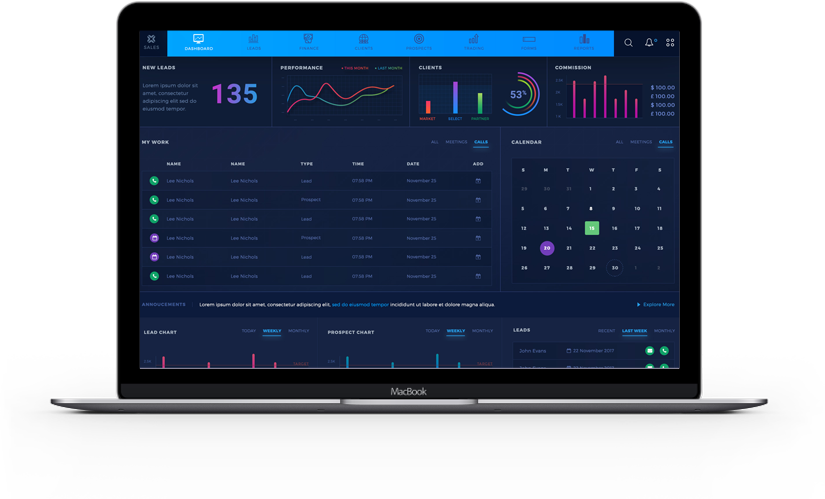 SALES
DASHBOARD
LEADS
FINANCE
CLIENTS
PROSPECTS
REPORTS
NEW LEADS
Lorem ipsum dolor sit
amet, consectetur
adipiscing elit sed do
eiusmod tempor
135
PERFORMANCE
THIS MONTH
LAST MONTH
CLIENTS
MARKET
SELECT
PARTNER
53%
COMMISSION
$ 100.00
£ 100.00
£ 100.00
£ 100.00
MY WORK
ALL MEETINGS CALLS
NAME NAME TYPE TIME DATE ADD
Lee Nichols Lee Nichols Lead 07:58 PM November 25
Lee Nichols Lee Nichols Prospect 07:58 PM November 25
Lee Nichols Lee Nichols Lead 07:58 PM November 25
Lee Nichols Lee Nichols Prospect 07:58 PM November 25
Lee Nichols Lee Nichols Lead 07:58 PM November 25
Lee Nichols Lee Nichols Lead 07:58 PM November 25
CALENDAR
ALL MEETINGS CALLS
S M T W T F S
29 30 31 1 2 3 4
5 6 7 8 9 10 11
12 13 14 15 16 17 18
19 20 21 22 23 24 25
26 27 28 29 30 1 2
ANNOUCEMENTS
Lorem ipsum dolor sit amet, consectetur adipiscing elit, sed do eiusmod tempor incididunt ut labore et dolore magna aliqua.
Explore More
LEAD CHART
TODAY WEEKLY MONTHLY
PROSPECT CHART
TODAY WEEKLY MONTHLY
LEADS
RECENT LAST WEEK MONTHLY
John Evans 22 November 2017
MacBook